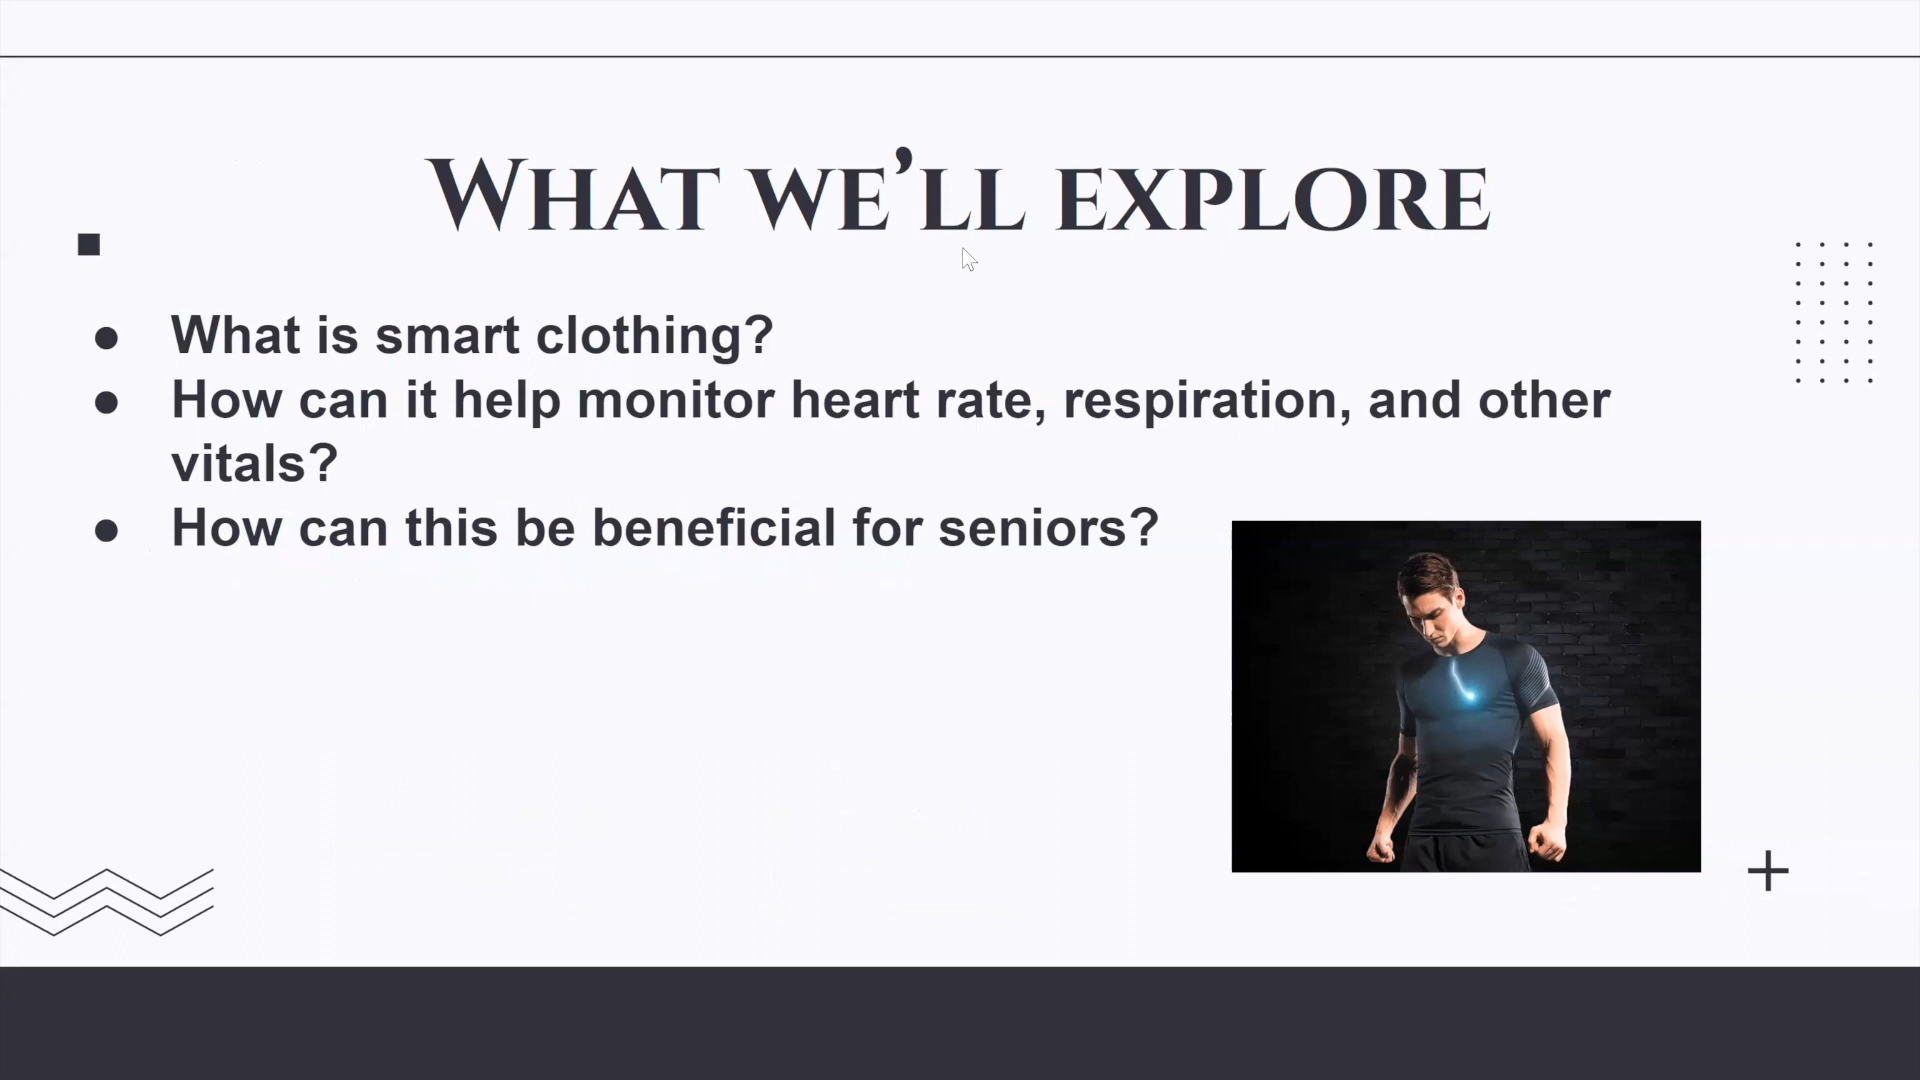 What we’ll explore
● What is smart clothing?
● How can it help monitor heart rate, respiration, and other
vitals?
● How can this be beneficial for seniors?